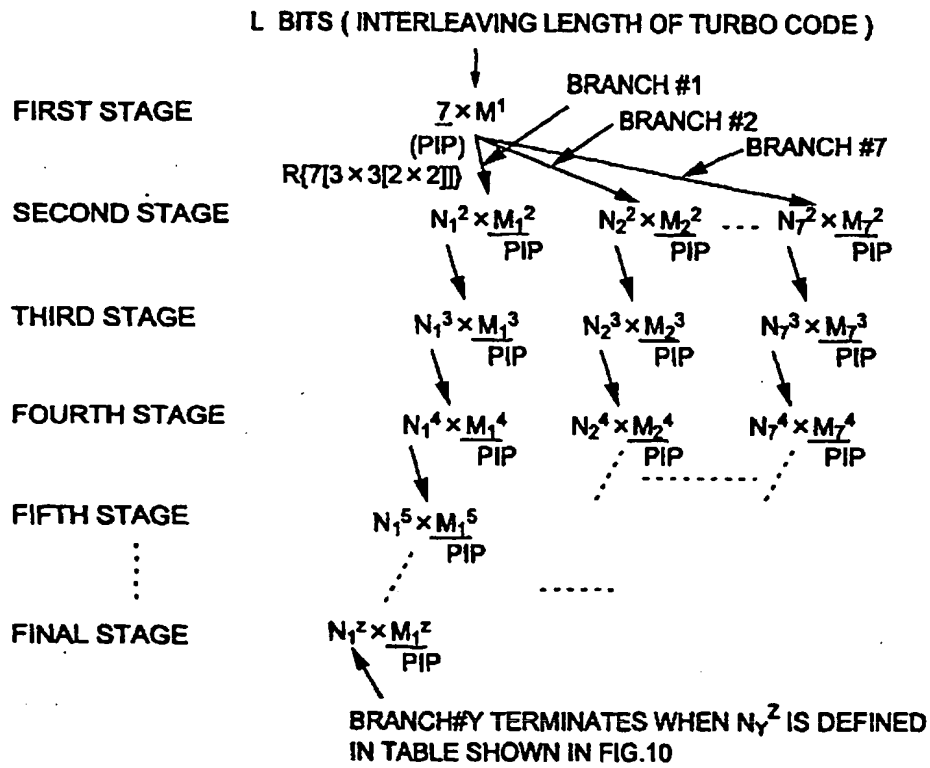 L BITS ( INTERLEAVING LENGTH OF TURBO CODE )
BRANCH #1
FIRST STAGE 7 × M¹ BRANCH #2
(PIP) BRANCH #7
R{7[3 × 3[2 × 2]]}
SECOND STAGE N₁² × M₁² N₂² × M₂² --- N₇² × M₇²
PIP PIP PIP
THIRD STAGE N₁³ × M₁³ N₂³ × M₂³ N₇³ × M₇³
PIP PIP PIP
FOURTH STAGE N₁⁴ × M₁⁴ N₂⁴ × M₂⁴ N₇⁴ × M₇⁴
PIP PIP PIP
FIFTH STAGE N₁⁵ × M₁⁵
PIP
FINAL STAGE N₁ᶻ × M₁ᶻ
PIP
BRANCH#Y TERMINATES WHEN N_Y^Z IS DEFINED
IN TABLE SHOWN IN FIG.10